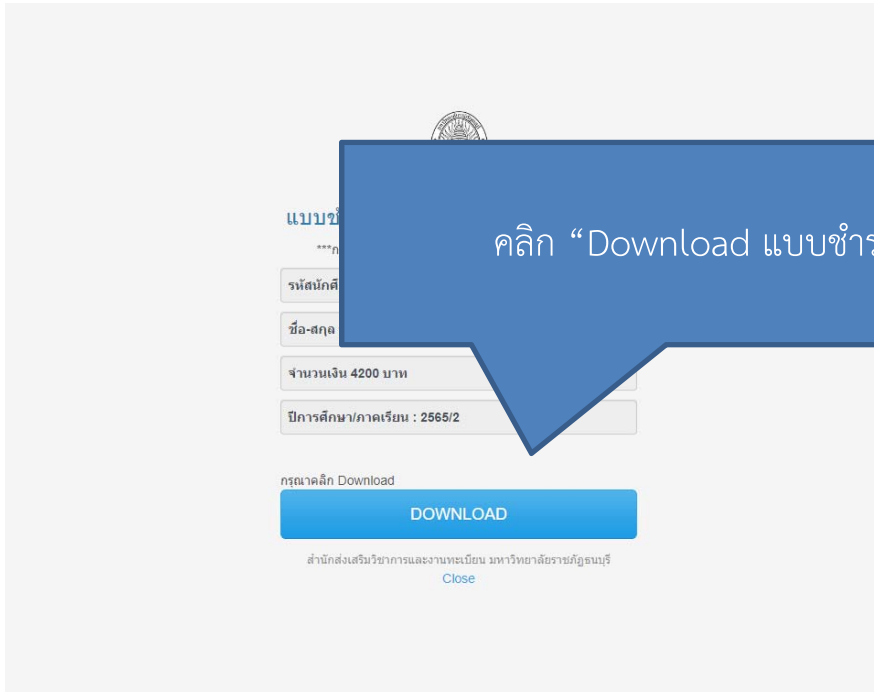 คลิก “Download แบบชำร
รหัสนักศึ
ชื่อ-สกุล
จำนวนเงิน 4200 บาท
ปีการศึกษา/ภาคเรียน : 2565/2
กรุณาคลิก Download
DOWNLOAD
สำนักส่งเสริมวิชาการและงานทะเบียน มหาวิทยาลัยราชภัฏธนบุรี
Close